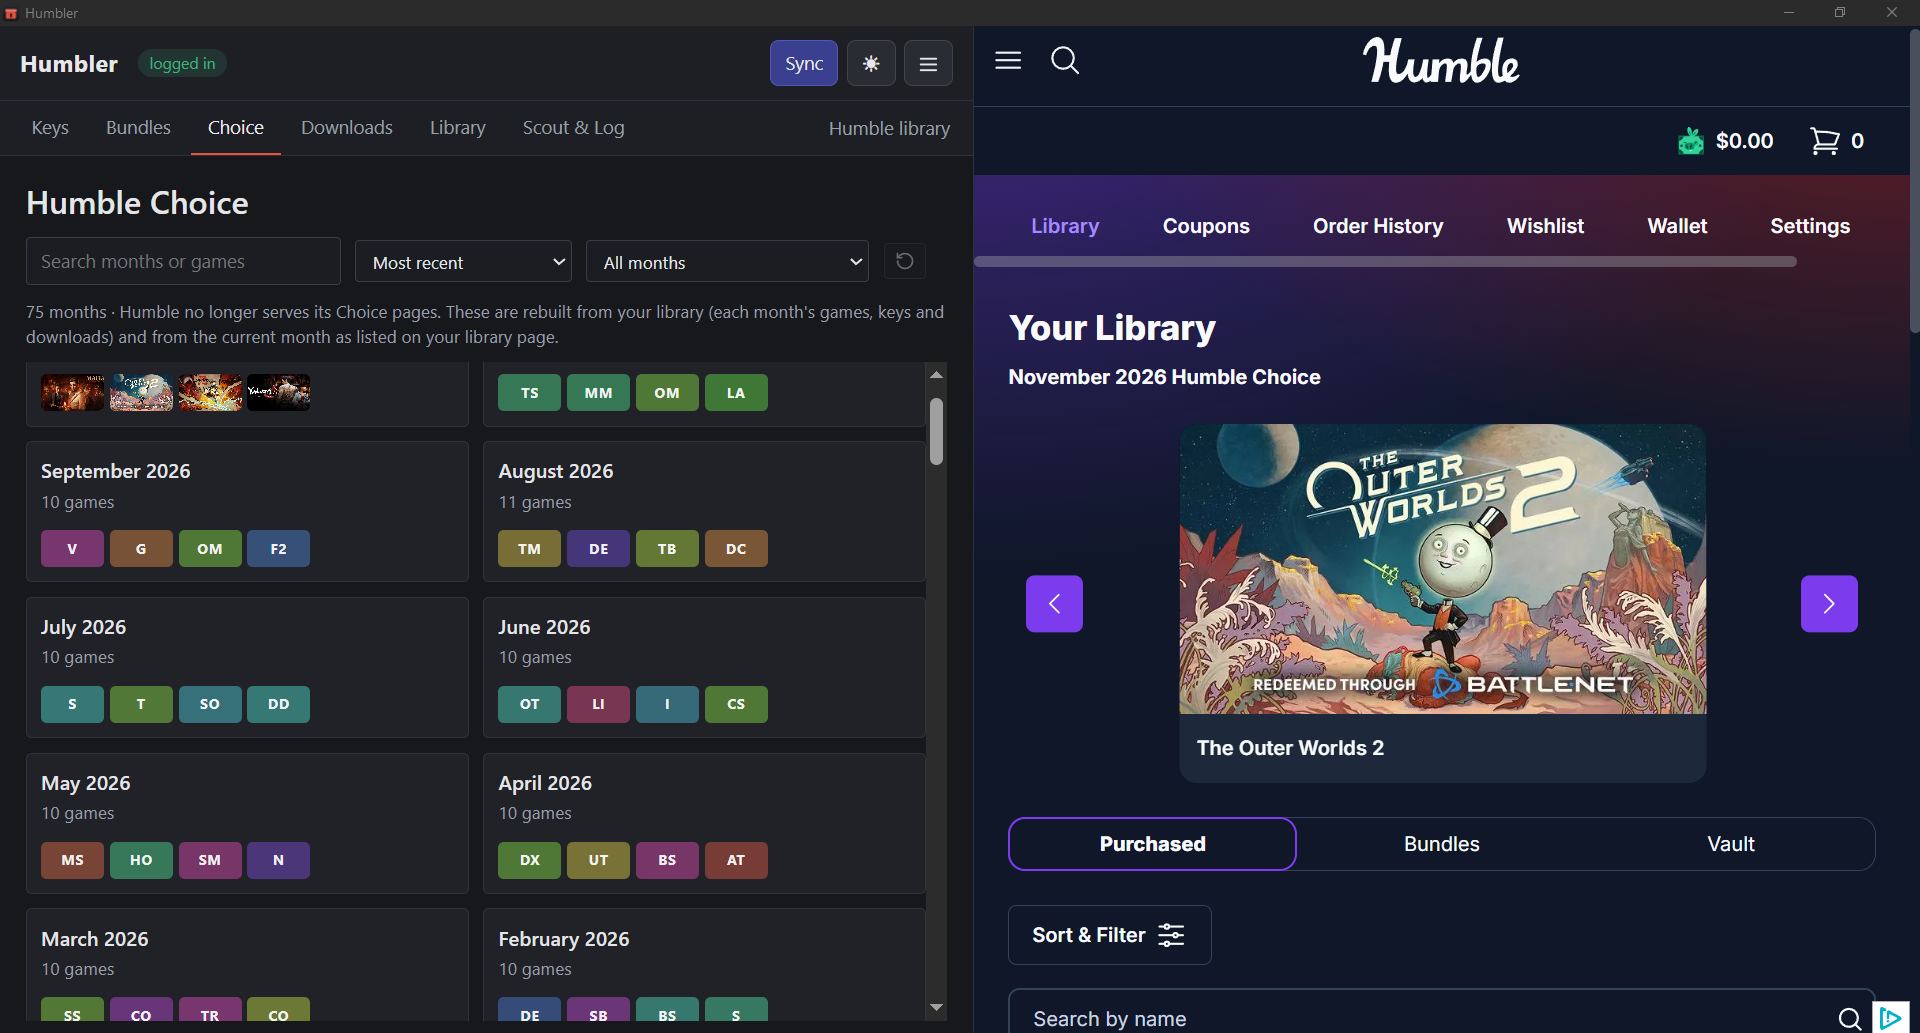 Humbler
Humbler
logged in
Sync
Keys
Bundles
Choice
Downloads
Library
Scout & Log
Humble library
Humble Choice
Search months or games
Most recent
All months
75 months · Humble no longer serves its Choice pages. These are rebuilt from your library (each month's games, keys and
downloads) and from the current month as listed on your library page.
TS
MM
OM
LA
September 2026
10 games
V
G
OM
F2
August 2026
11 games
TM
DE
TB
DC
July 2026
10 games
S
T
SO
DD
June 2026
10 games
OT
LI
I
CS
May 2026
10 games
MS
HO
SM
N
April 2026
10 games
DX
UT
BS
AT
March 2026
10 games
SS
CO
TR
CO
February 2026
10 games
DE
SB
BS
S
Humble
$0.00
0
Library
Coupons
Order History
Wishlist
Wallet
Settings
Your Library
November 2026 Humble Choice
THE
OUTER
WORLDS 2
REDEEMED THROUGH BATTLENET
The Outer Worlds 2
Purchased
Bundles
Vault
Sort & Filter
Search by name